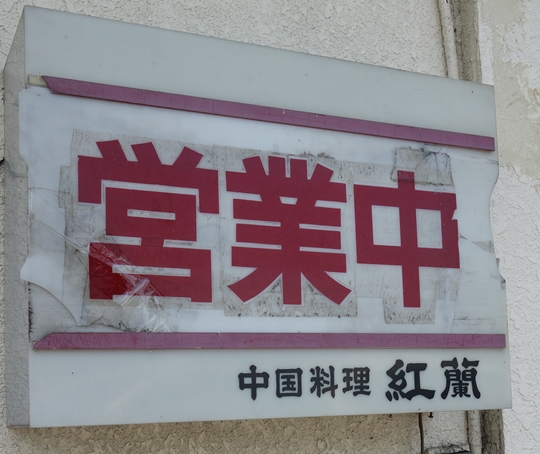 営業中
中国料理 紅蘭